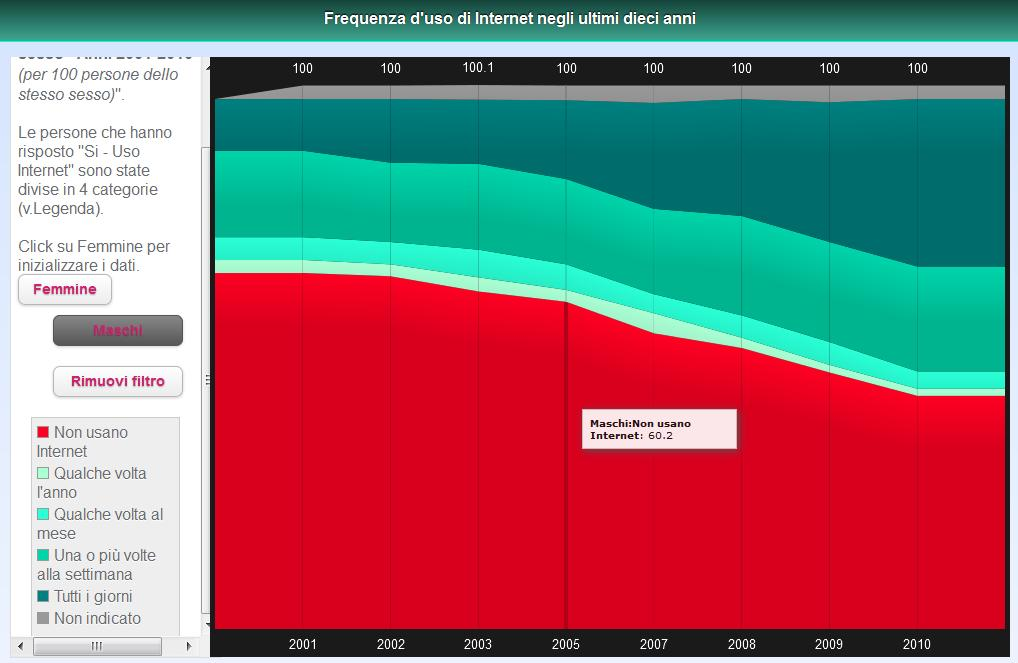 Frequenza d'uso di Internet negli ultimi dieci anni
(per 100 persone dello
stesso sesso)".
Le persone che hanno
risposto "Si - Uso
Internet" sono state
divise in 4 categorie
(v.Legenda).
Click su Femmine per
inizializzare i dati.
Femmine
Maschi
Rimuovi filtro
Non usano
Internet
Qualche volta
l'anno
Qualche volta al
mese
Una o più volte
alla settimana
Tutti i giorni
Non indicato
100 100 100.1 100 100 100 100 100
Maschi:Non usano
Internet: 60.2
2001 2002 2003 2005 2007 2008 2009 2010